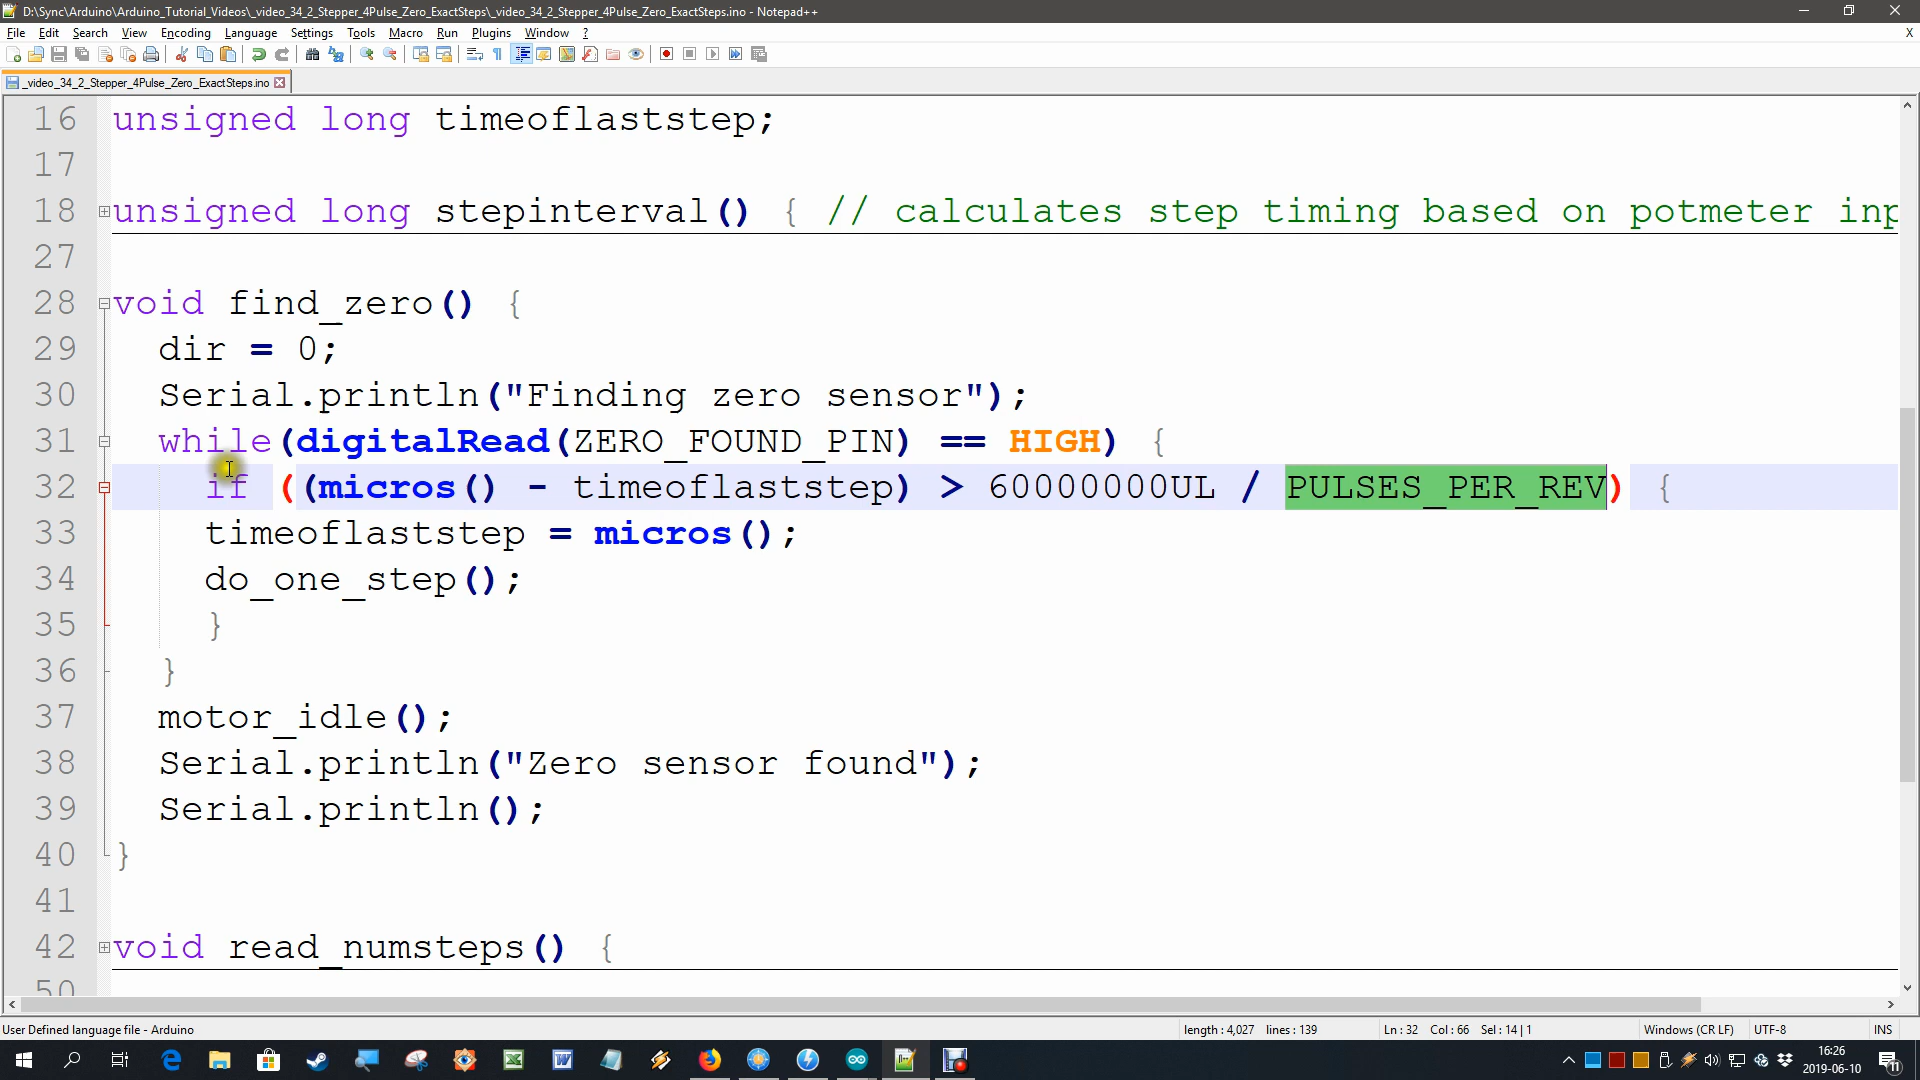 D:\Sync\Arduino\Arduino_Tutorial_Videos\_video_34_2_Stepper_4Pulse_Zero_ExactSteps\_video_34_2_Stepper_4Pulse_Zero_ExactSteps.ino - Notepad++
File Edit Search View Encoding Language Settings Tools Macro Run Plugins Window ? X
_video_34_2_Stepper_4Pulse_Zero_ExactSteps.ino
16 unsigned long timeoflaststep;
17
18 unsigned long stepinterval() { // calculates step timing based on potmeter inp
27
28 void find_zero() {
29 dir = 0;
30 Serial.println("Finding zero sensor");
31 while(digitalRead(ZERO_FOUND_PIN) == HIGH) {
32 if ((micros() - timeoflaststep) > 60000000UL / PULSES_PER_REV) {
33 timeoflaststep = micros();
34 do_one_step();
35 }
36 }
37 motor_idle();
38 Serial.println("Zero sensor found");
39 Serial.println();
40 }
41
42 void read_numsteps() {
50
User Defined language file - Arduino length : 4,027 lines : 139 Ln : 32 Col : 66 Sel : 14 | 1 Windows (CR LF) UTF-8 INS
16:26
2019-06-10
11